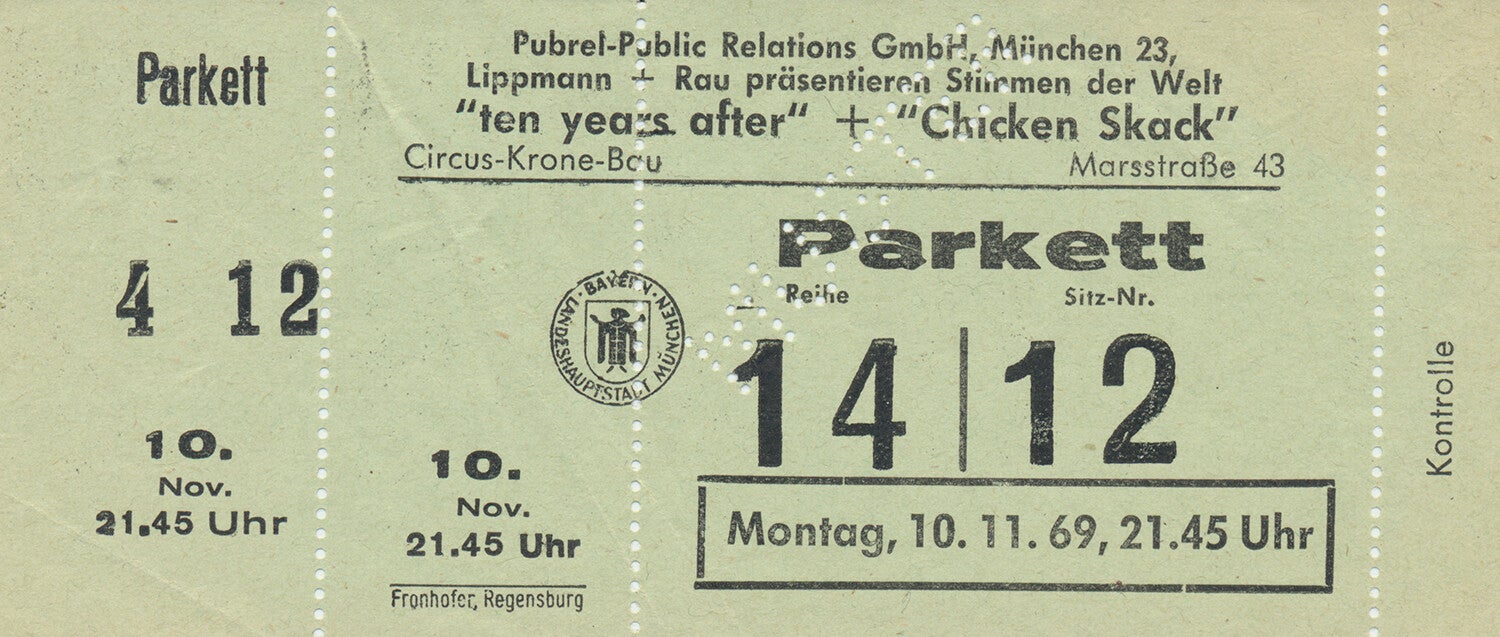 Parkett
4 12
10.
Nov.
21.45 Uhr
Pubrel-Public Relations GmbH, München 23,
Lippmann + Rau präsentieren Stimmen der Welt
"ten years after" + "Chicken Skack"
Circus-Krone-Bau Marsstraße 43
Parkett
Reihe Sitz-Nr.
14 12
BAYERN · LANDESHAUPTSTADT MÜNCHEN ·
10.
Nov.
21.45 Uhr
Montag, 10. 11. 69, 21.45 Uhr
Fronhofer, Regensburg
Kontrolle